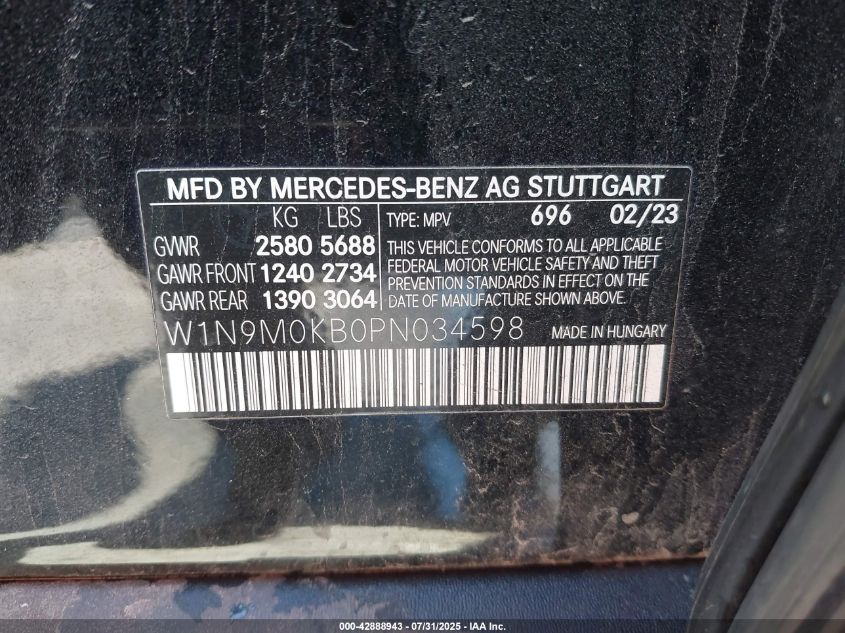 MFD BY MERCEDES-BENZ AG STUTTGART
KG LBS
GVWR 2580 5688
GAWR FRONT 1240 2734
GAWR REAR 1390 3064
TYPE: MPV 696 02/23
THIS VEHICLE CONFORMS TO ALL APPLICABLE
FEDERAL MOTOR VEHICLE SAFETY AND THEFT
PREVENTION STANDARDS IN EFFECT ON THE
DATE OF MANUFACTURE SHOWN ABOVE.
W1N9M0KB0PN034598 MADE IN HUNGARY
000-42888943 - 07/31/2025 - IAA Inc.